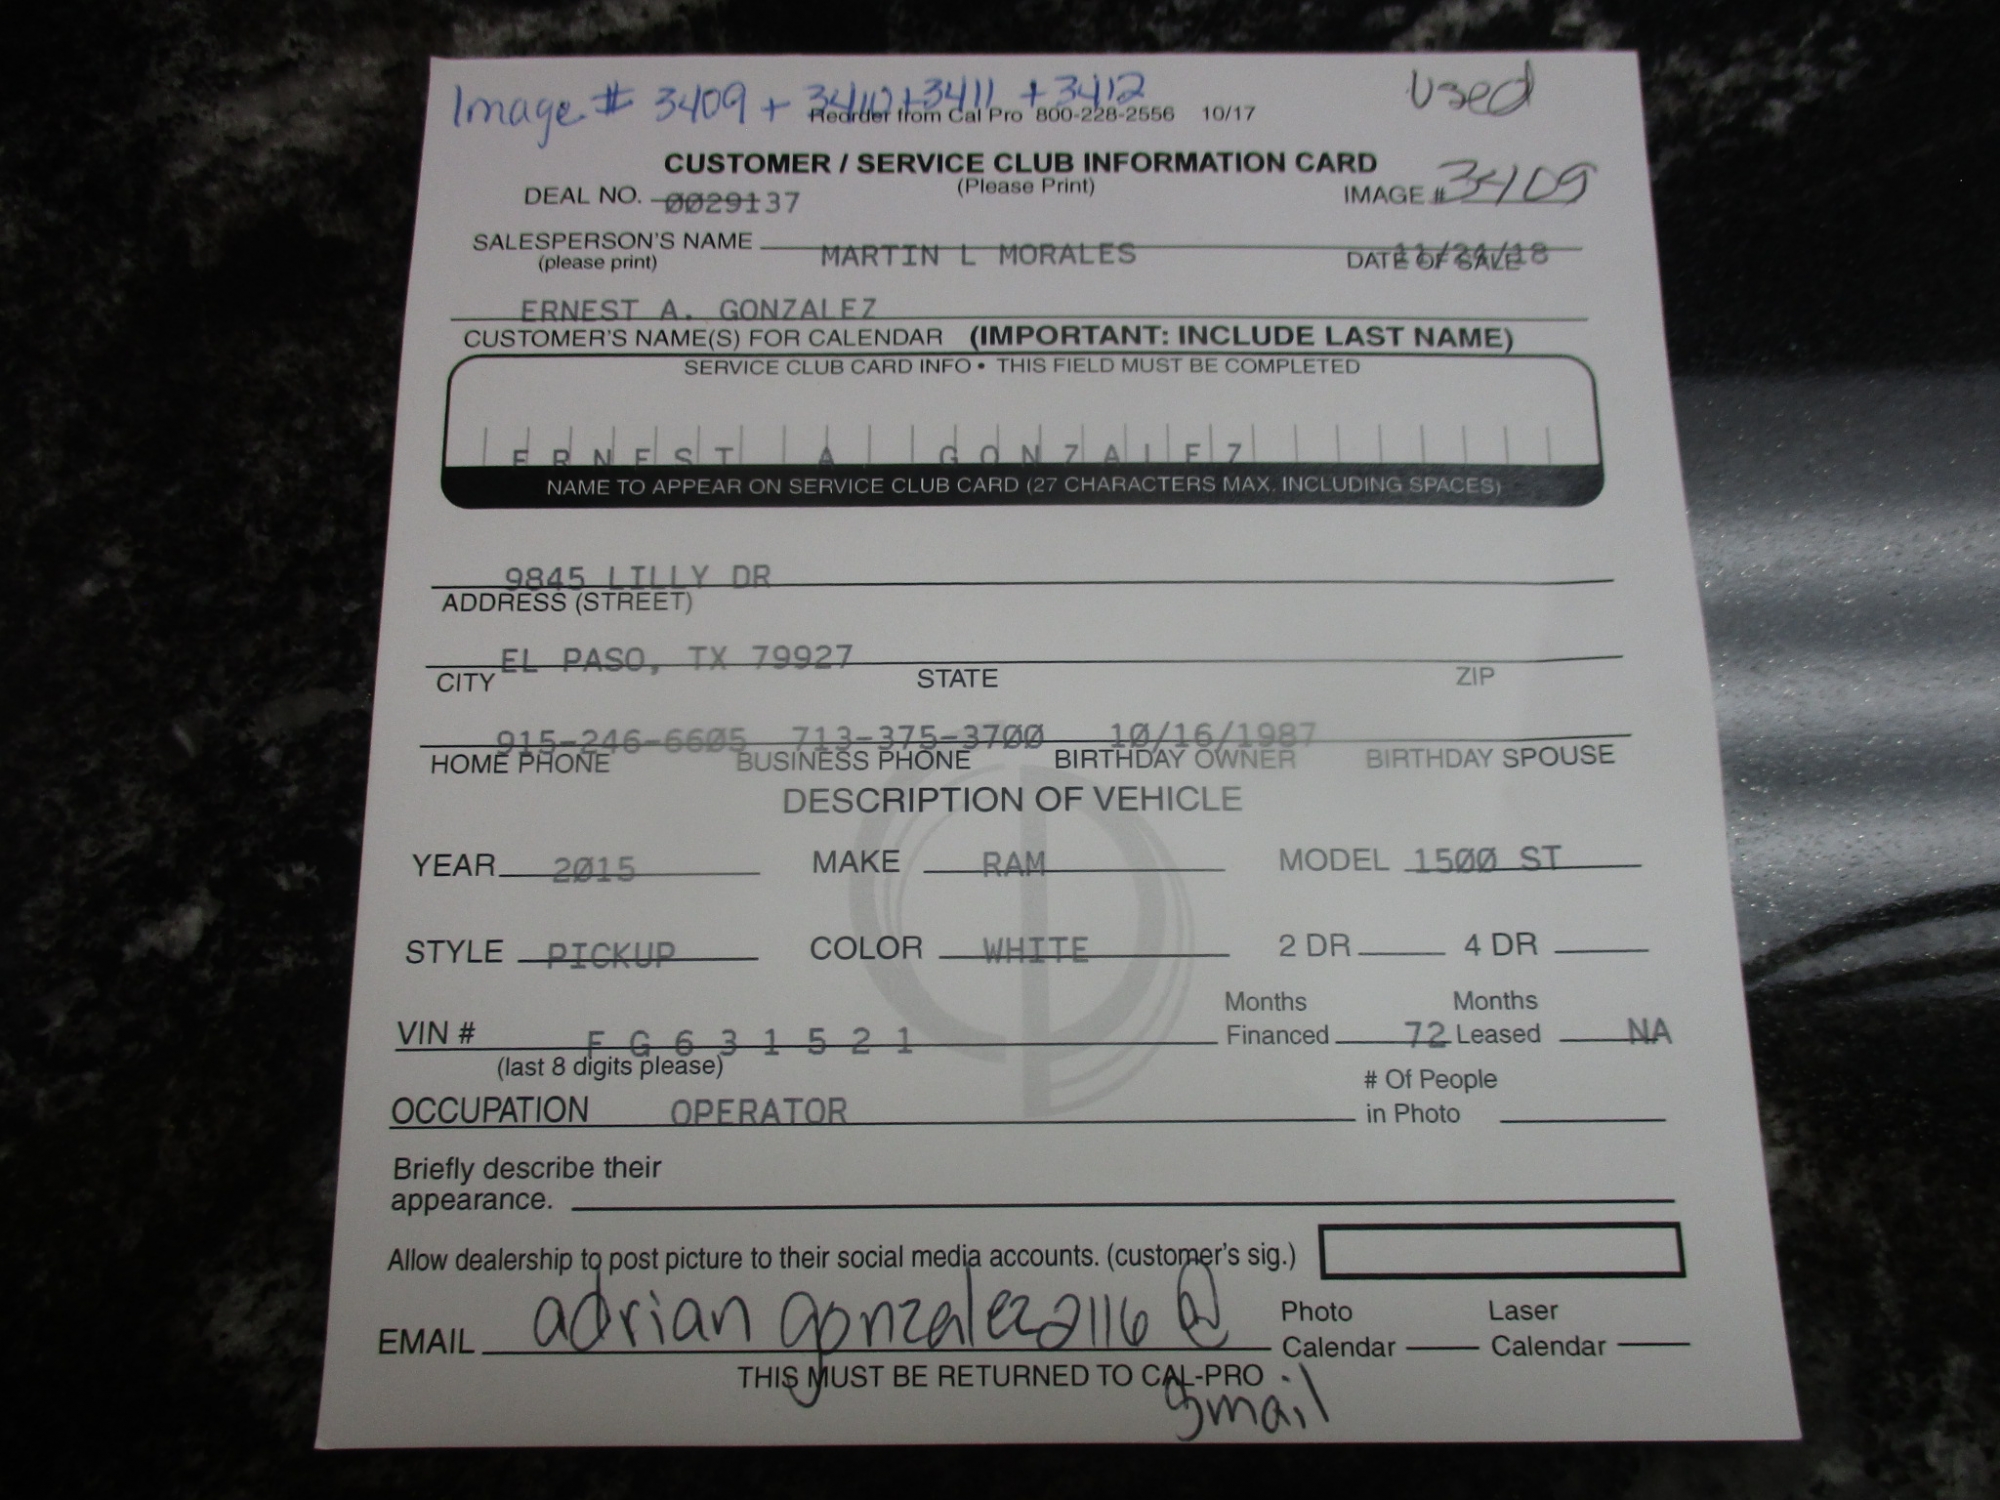 Image # 3409 + 3410 + 3411 + 3412
Used
Reorder from Cal Pro 800-228-2556 10/17
CUSTOMER / SERVICE CLUB INFORMATION CARD
(Please Print)
DEAL NO. 0029137
IMAGE # 3409
SALESPERSON'S NAME MARTIN L MORALES
(please print)
DATE OF SALE
ERNEST A. GONZALEZ
CUSTOMER'S NAME(S) FOR CALENDAR (IMPORTANT: INCLUDE LAST NAME)
SERVICE CLUB CARD INFO • THIS FIELD MUST BE COMPLETED
E R N E S T A G O N Z A L E Z
NAME TO APPEAR ON SERVICE CLUB CARD (27 CHARACTERS MAX. INCLUDING SPACES)
9845 LILLY DR
ADDRESS (STREET)
EL PASO, TX 79927
CITY STATE ZIP
915-246-6605 713-375-3700 10/16/1987
HOME PHONE BUSINESS PHONE BIRTHDAY OWNER BIRTHDAY SPOUSE
DESCRIPTION OF VEHICLE
YEAR 2015 MAKE RAM MODEL 1500 ST
STYLE PICKUP COLOR WHITE 2 DR 4 DR
Months Months
VIN # F G 6 3 1 5 2 1 Financed 72 Leased NA
(last 8 digits please)
# Of People
OCCUPATION OPERATOR in Photo
Briefly describe their
appearance.
Allow dealership to post picture to their social media accounts. (customer's sig.)
Photo Laser
EMAIL adriangonzalez2116@ Calendar Calendar
THIS MUST BE RETURNED TO CAL-PRO
gmail